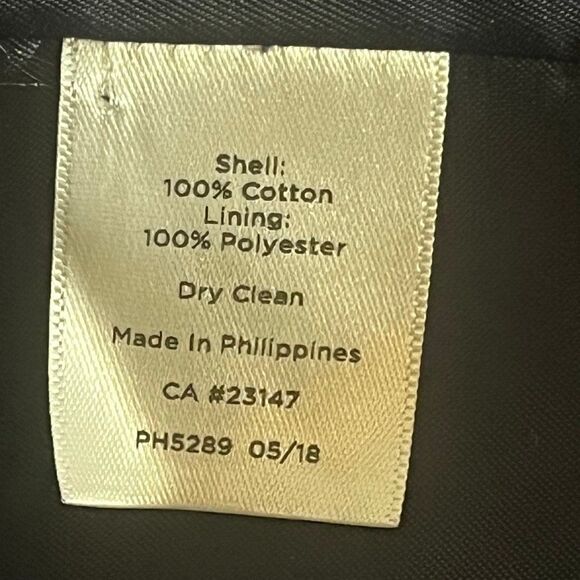 Shell:
100% Cotton
Lining:
100% Polyester
Dry Clean
Made In Philippines
CA #23147
PH5289 05/18